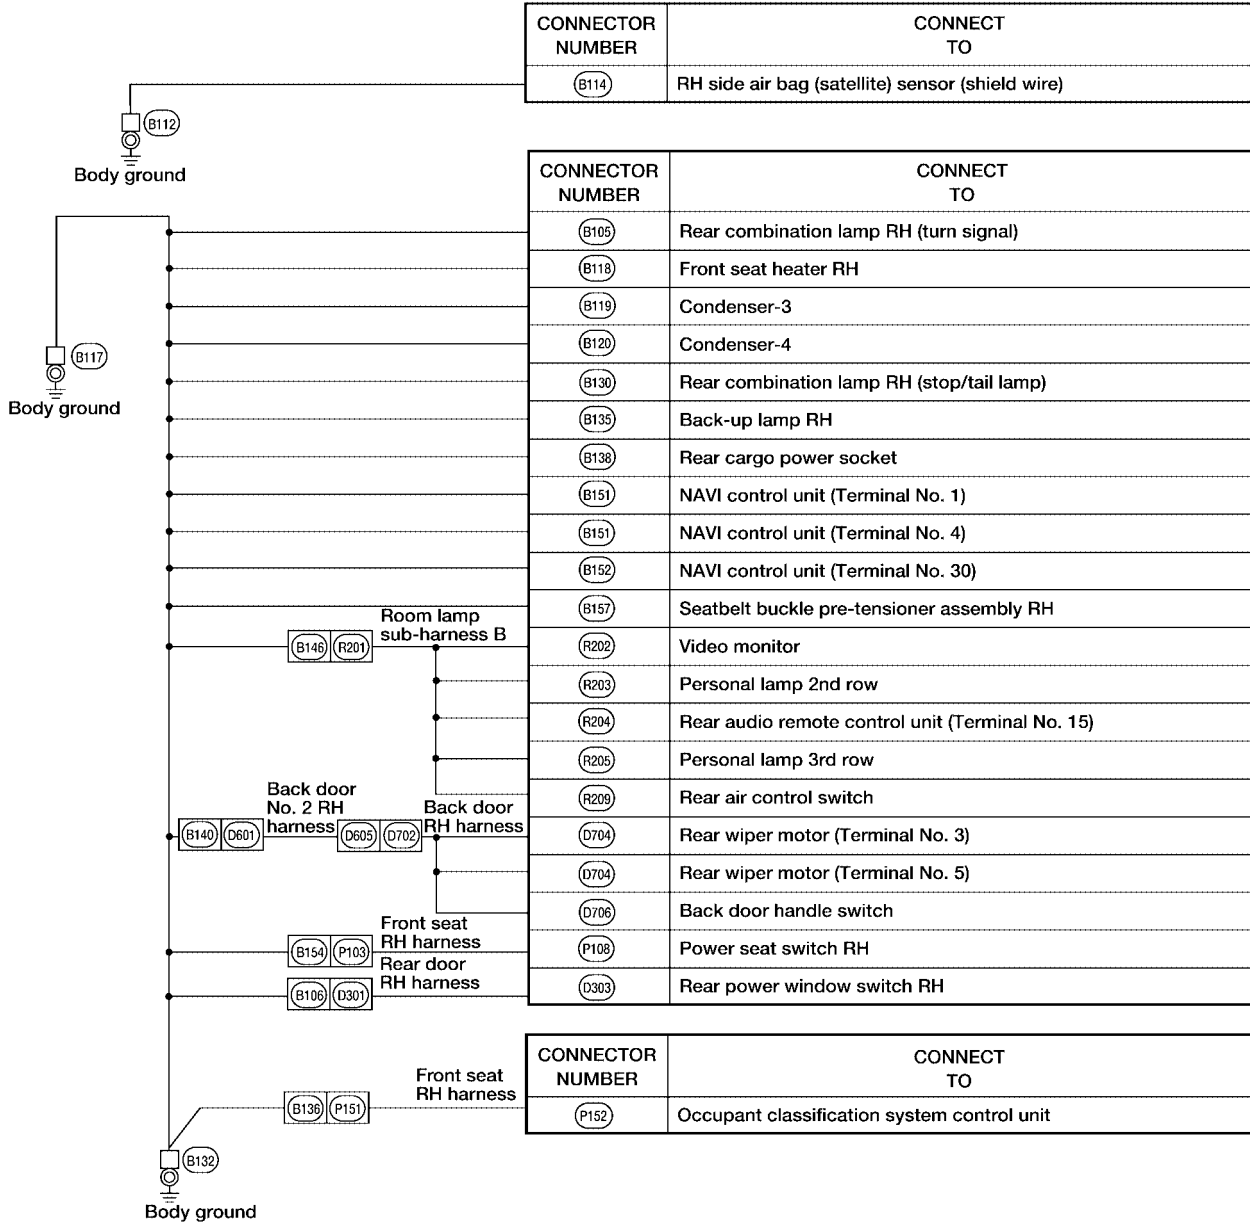 CONNECTOR NUMBER CONNECT TO
B114 RH side air bag (satellite) sensor (shield wire)
B112
Body ground
CONNECTOR NUMBER CONNECT TO
B105 Rear combination lamp RH (turn signal)
B118 Front seat heater RH
B119 Condenser-3
B120 Condenser-4
B117
Body ground
B130 Rear combination lamp RH (stop/tail lamp)
B135 Back-up lamp RH
B138 Rear cargo power socket
B151 NAVI control unit (Terminal No. 1)
B151 NAVI control unit (Terminal No. 4)
B152 NAVI control unit (Terminal No. 30)
B157 Seatbelt buckle pre-tensioner assembly RH
Room lamp
sub-harness B
B146 R201
R202 Video monitor
R203 Personal lamp 2nd row
R204 Rear audio remote control unit (Terminal No. 15)
R205 Personal lamp 3rd row
R209 Rear air control switch
Back door
No. 2 RH
harness
Back door
RH harness
B140 D601
D605 D702
D704 Rear wiper motor (Terminal No. 3)
D704 Rear wiper motor (Terminal No. 5)
D706 Back door handle switch
Front seat
RH harness
B154 P103
P108 Power seat switch RH
Rear door
RH harness
B106 D301
D303 Rear power window switch RH
CONNECTOR NUMBER CONNECT TO
Front seat
RH harness
B136 P151
P152 Occupant classification system control unit
B132
Body ground